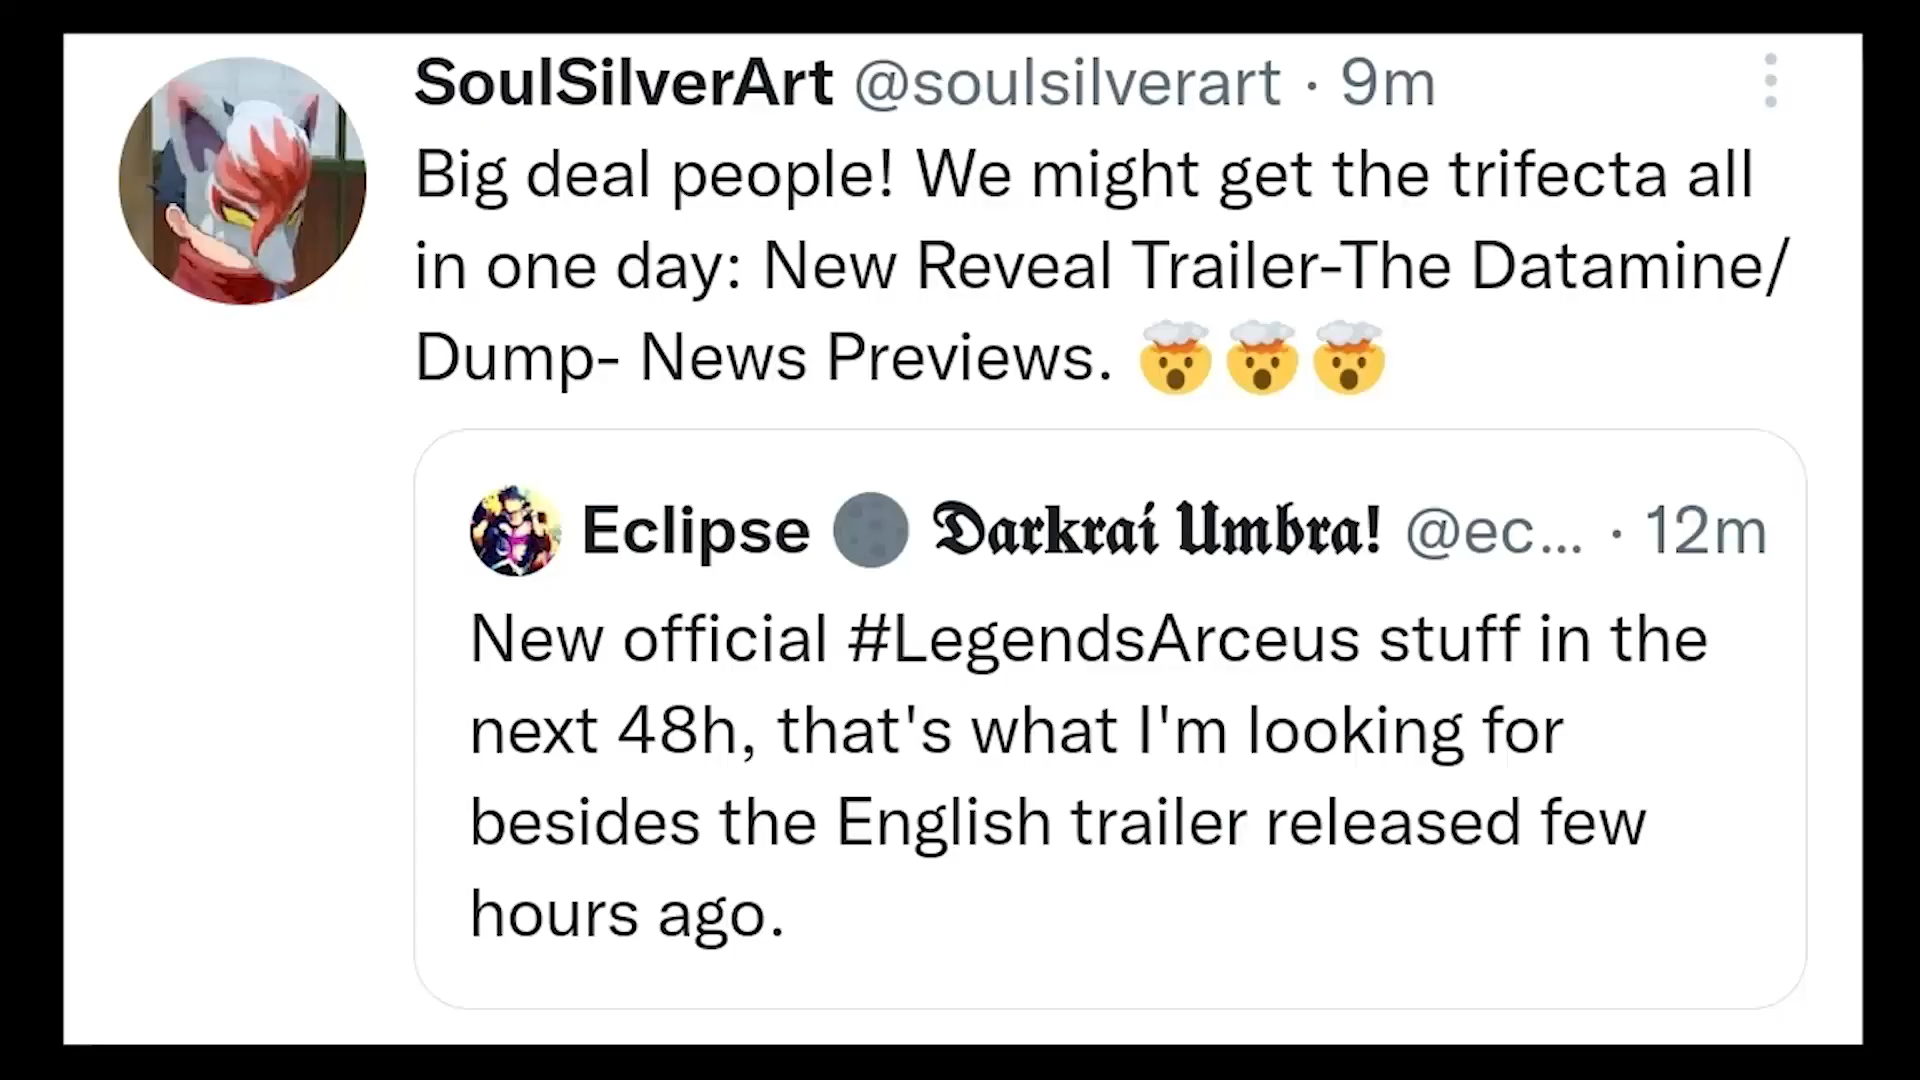 SoulSilverArt @soulsilverart · 9m
Big deal people! We might get the trifecta all
in one day: New Reveal Trailer-The Datamine/
Dump- News Previews. 🤯🤯🤯
Eclipse 🌑 𝕯𝖆𝖗𝖐𝖗𝖆𝖎 𝖀𝖒𝖇𝖗𝖆! @ec... · 12m
New official #LegendsArceus stuff in the
next 48h, that's what I'm looking for
besides the English trailer released few
hours ago.